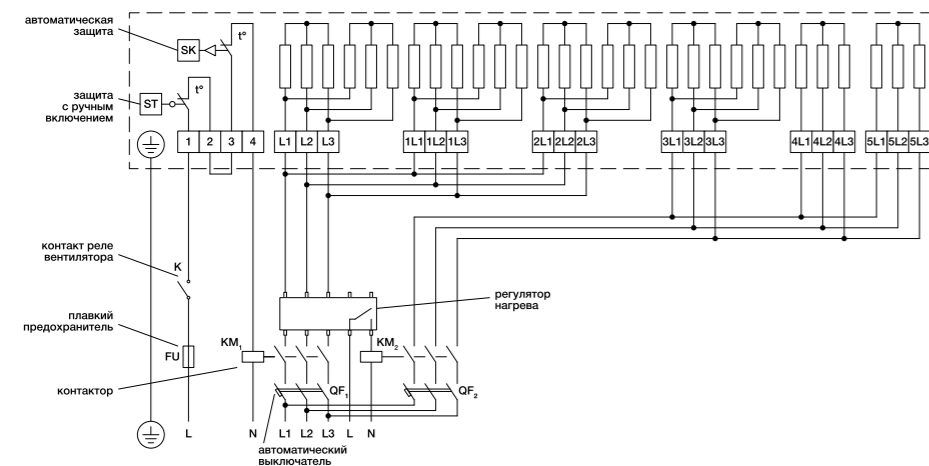 автоматическая
защита
SK
t°
защита
с ручным
включением
ST
t°
1 2 3 4
L1 L2 L3
1L1 1L2 1L3
2L1 2L2 2L3
3L1 3L2 3L3
4L1 4L2 4L3
5L1 5L2 5L3
контакт реле
вентилятора
K
регулятор
нагрева
плавкий
предохранитель
FU
KM1
KM2
контактор
QF1
QF2
L N L1 L2 L3 L N
автоматический
выключатель